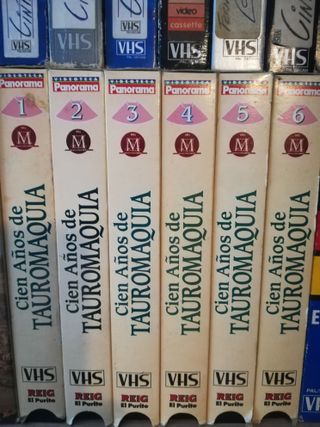 VHS
VHS
VHS
video
cassette
VHS
VHS
VHS
VIDEOTECA
Panorama
1
M
Cien Años de
TAUROMAQUIA
VHS
REIG
El Purito
VIDEOTECA
Panorama
2
M
Cien Años de
TAUROMAQUIA
VHS
REIG
El Purito
VIDEOTECA
Panorama
3
M
Cien Años de
TAUROMAQUIA
VHS
REIG
El Purito
VIDEOTECA
Panorama
4
M
Cien Años de
TAUROMAQUIA
VHS
REIG
El Purito
VIDEOTECA
Panorama
5
M
Cien Años de
TAUROMAQUIA
VHS
REIG
El Purito
VIDEOTECA
Panorama
6
M
Cien Años de
TAUROMAQUIA
VHS
REIG
El Purito